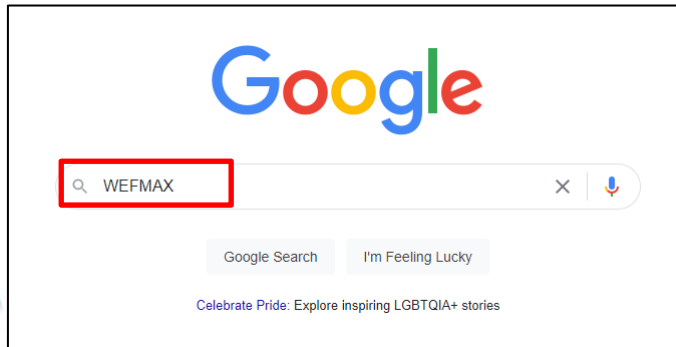 Google
WEFMAX
Google Search I'm Feeling Lucky
Celebrate Pride: Explore inspiring LGBTQIA+ stories